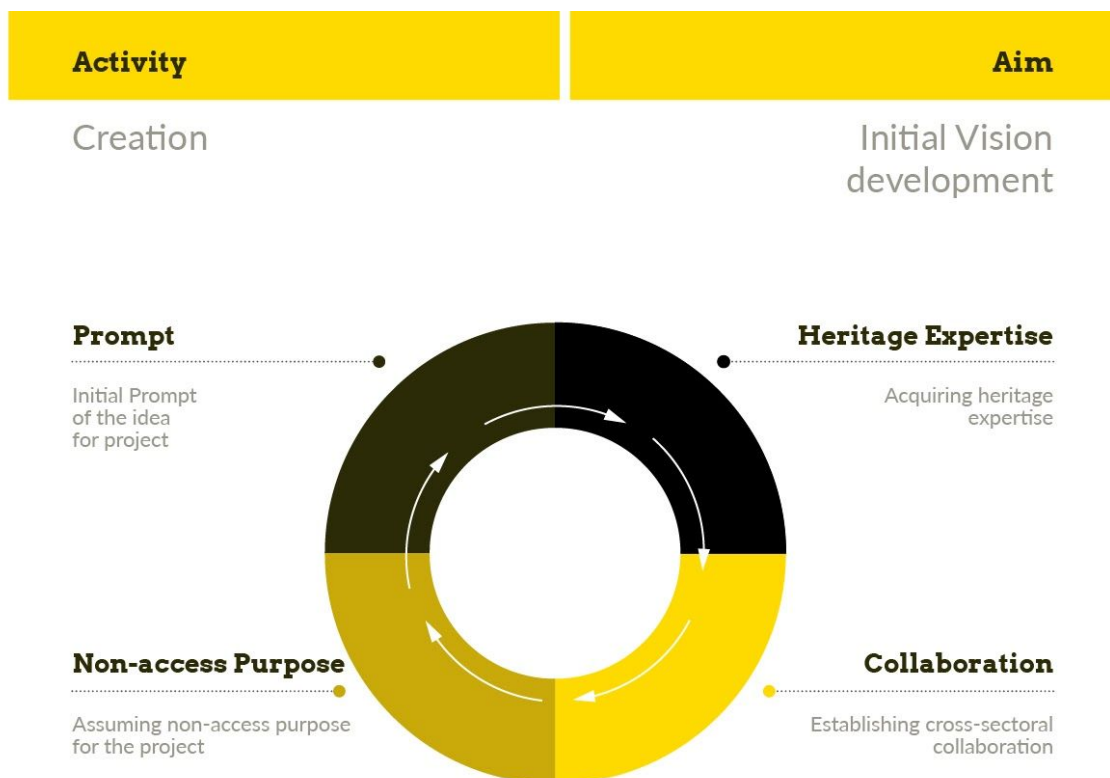 Activity
Aim
Creation
Initial Vision
development
Prompt
Initial Prompt
of the idea
for project
Heritage Expertise
Acquiring heritage
expertise
Non-access Purpose
Assuming non-access purpose
for the project
Collaboration
Establishing cross-sectoral
collaboration